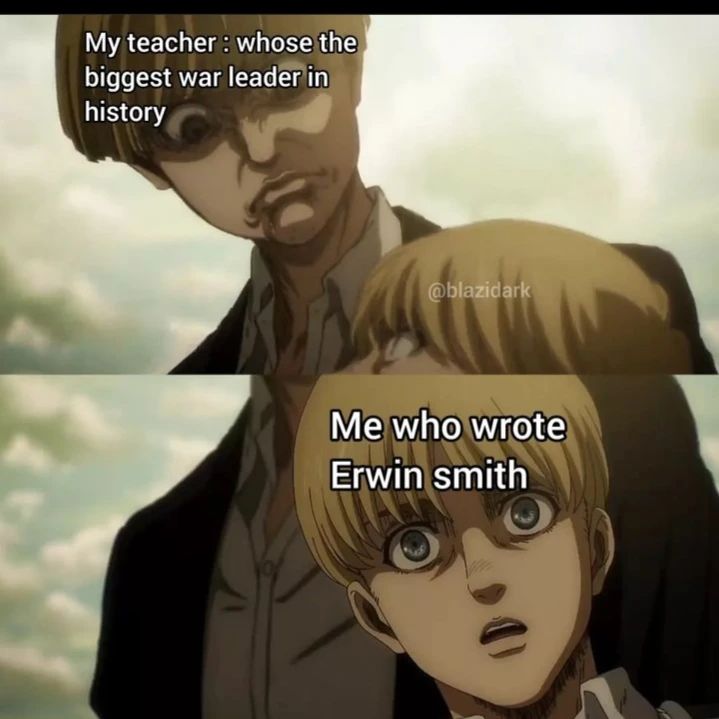 My teacher : whose the
biggest war leader in
history
@blazidark
Me who wrote
Erwin smith